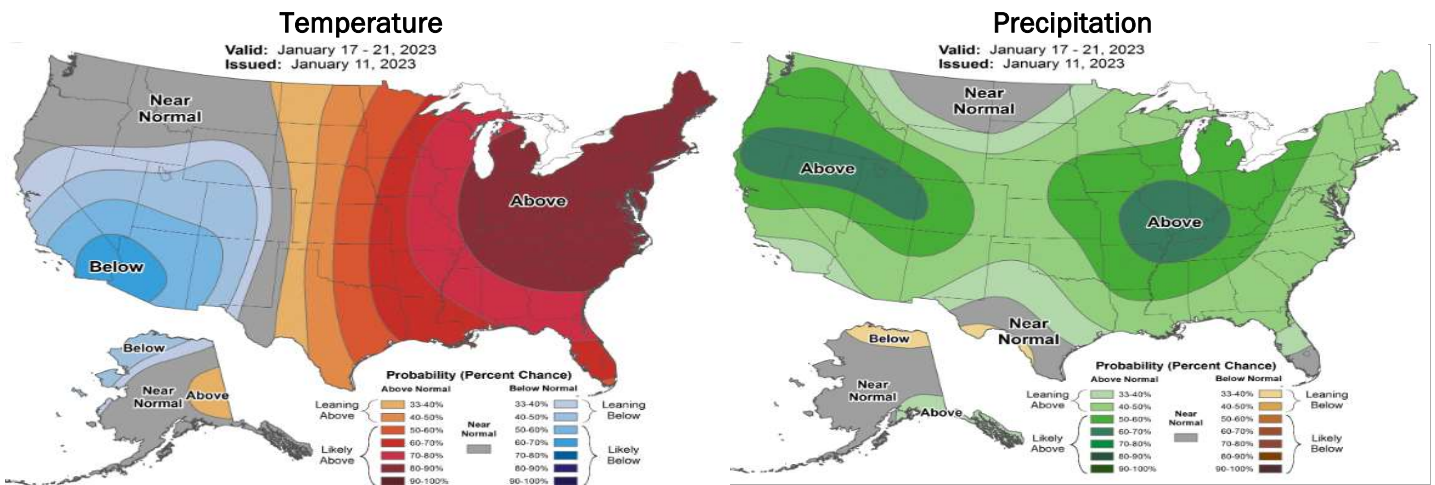 Temperature
Valid: January 17 - 21, 2023
Issued: January 11, 2023
Near
Normal
Above
Below
Below
Near
Normal
Above
Probability (Percent Chance)
Above Normal
Below Normal
Leaning
Above
33-40%
40-50%
Likely
Above
50-60%
60-70%
70-80%
80-90%
90-100%
Near
Normal
33-40%
40-50%
Leaning
Below
50-60%
60-70%
70-80%
80-90%
90-100%
Likely
Below
Precipitation
Valid: January 17 - 21, 2023
Issued: January 11, 2023
Near
Normal
Above
Above
Near
Normal
Below
Near
Normal
Above
Probability (Percent Chance)
Above Normal
Below Normal
Leaning
Above
33-40%
40-50%
Likely
Above
50-60%
60-70%
70-80%
80-90%
90-100%
Near
Normal
33-40%
40-50%
Leaning
Below
50-60%
60-70%
70-80%
80-90%
90-100%
Likely
Below